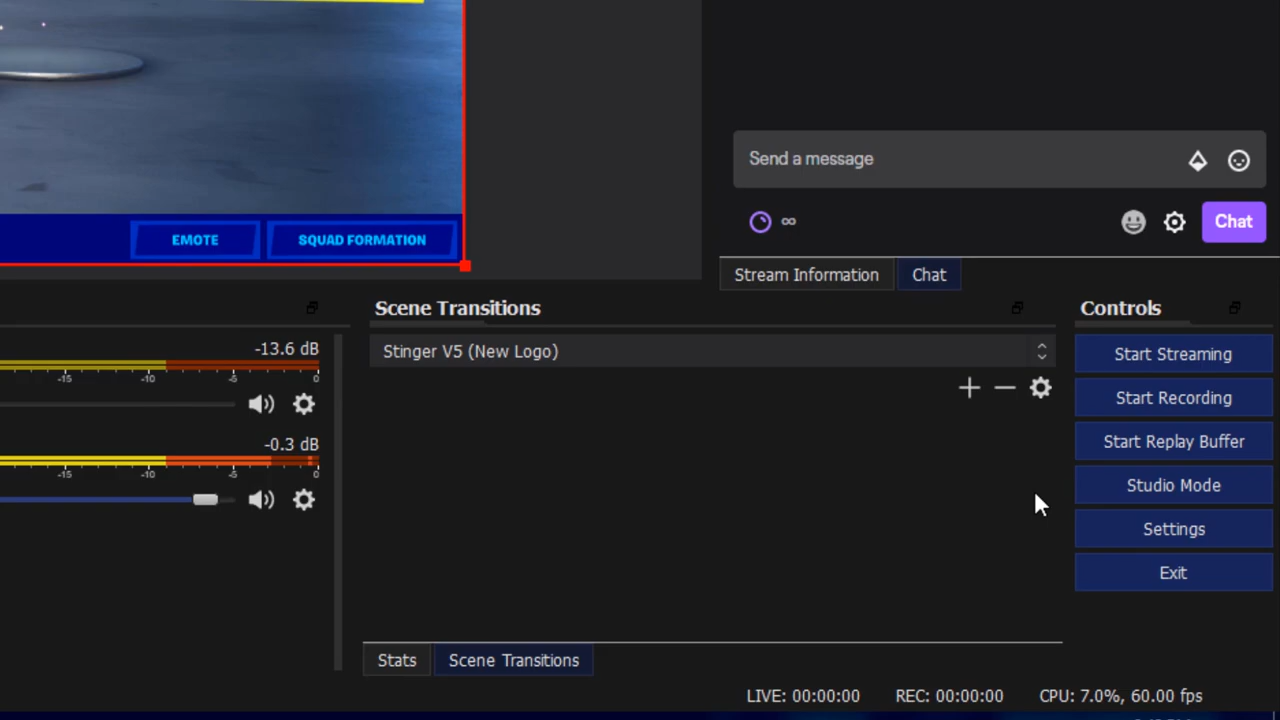 Send a message
∞
Chat
EMOTE
SQUAD FORMATION
Stream Information
Chat
Scene Transitions
Controls
-13.6 dB
-15 -10 -5 0
Stinger V5 (New Logo)
-0.3 dB
-15 -10 -5 0
Start Streaming
Start Recording
Start Replay Buffer
Studio Mode
Settings
Exit
Stats
Scene Transitions
LIVE: 00:00:00
REC: 00:00:00
CPU: 7.0%, 60.00 fps